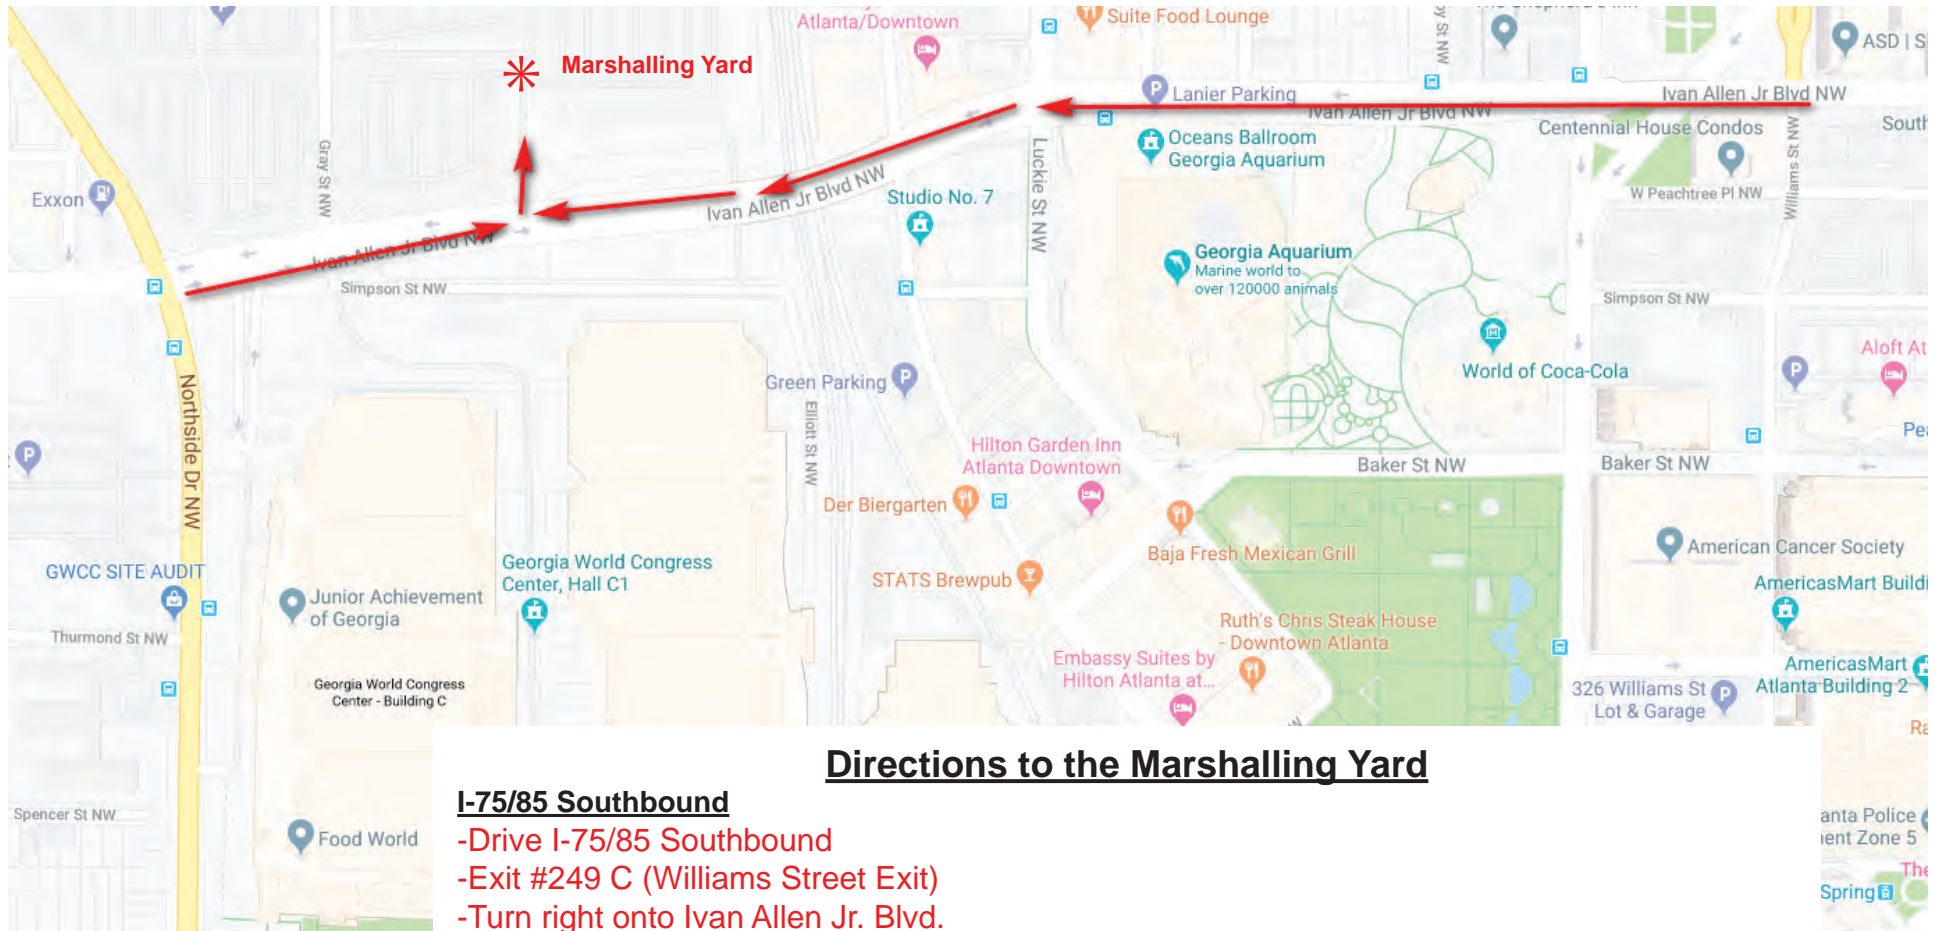 Atlanta/Downtown
Suite Food Lounge
ASD | S
Marshalling Yard
Lanier Parking
Ivan Allen Jr Blvd NW
Ivan Allen Jr Blvd NW
Oceans Ballroom
Georgia Aquarium
Centennial House Condos
South
Gray St NW
Luckie St NW
Williams St NW
Exxon
Ivan Allen Jr Blvd NW
Studio No. 7
W Peachtree Pl NW
Ivan Allen Jr Blvd NW
Georgia Aquarium
Marine world to
over 120000 animals
Simpson St NW
Simpson St NW
Aloft At
World of Coca-Cola
Green Parking
Northside Dr NW
Elliott St NW
Pe
Hilton Garden Inn
Atlanta Downtown
Baker St NW
Baker St NW
Der Biergarten
Baja Fresh Mexican Grill
American Cancer Society
GWCC SITE AUDIT
Georgia World Congress
Center, Hall C1
STATS Brewpub
AmericasMart Buildi
Junior Achievement
of Georgia
Ruth's Chris Steak House
- Downtown Atlanta
Thurmond St NW
Embassy Suites by
Hilton Atlanta at...
AmericasMart
Atlanta Building 2
Georgia World Congress
Center - Building C
326 Williams St
Lot & Garage
Ra
Directions to the Marshalling Yard
I-75/85 Southbound
-Drive I-75/85 Southbound
-Exit #249 C (Williams Street Exit)
-Turn right onto Ivan Allen Jr. Blvd.
Spencer St NW
Food World
anta Police
ent Zone 5
The
Spring